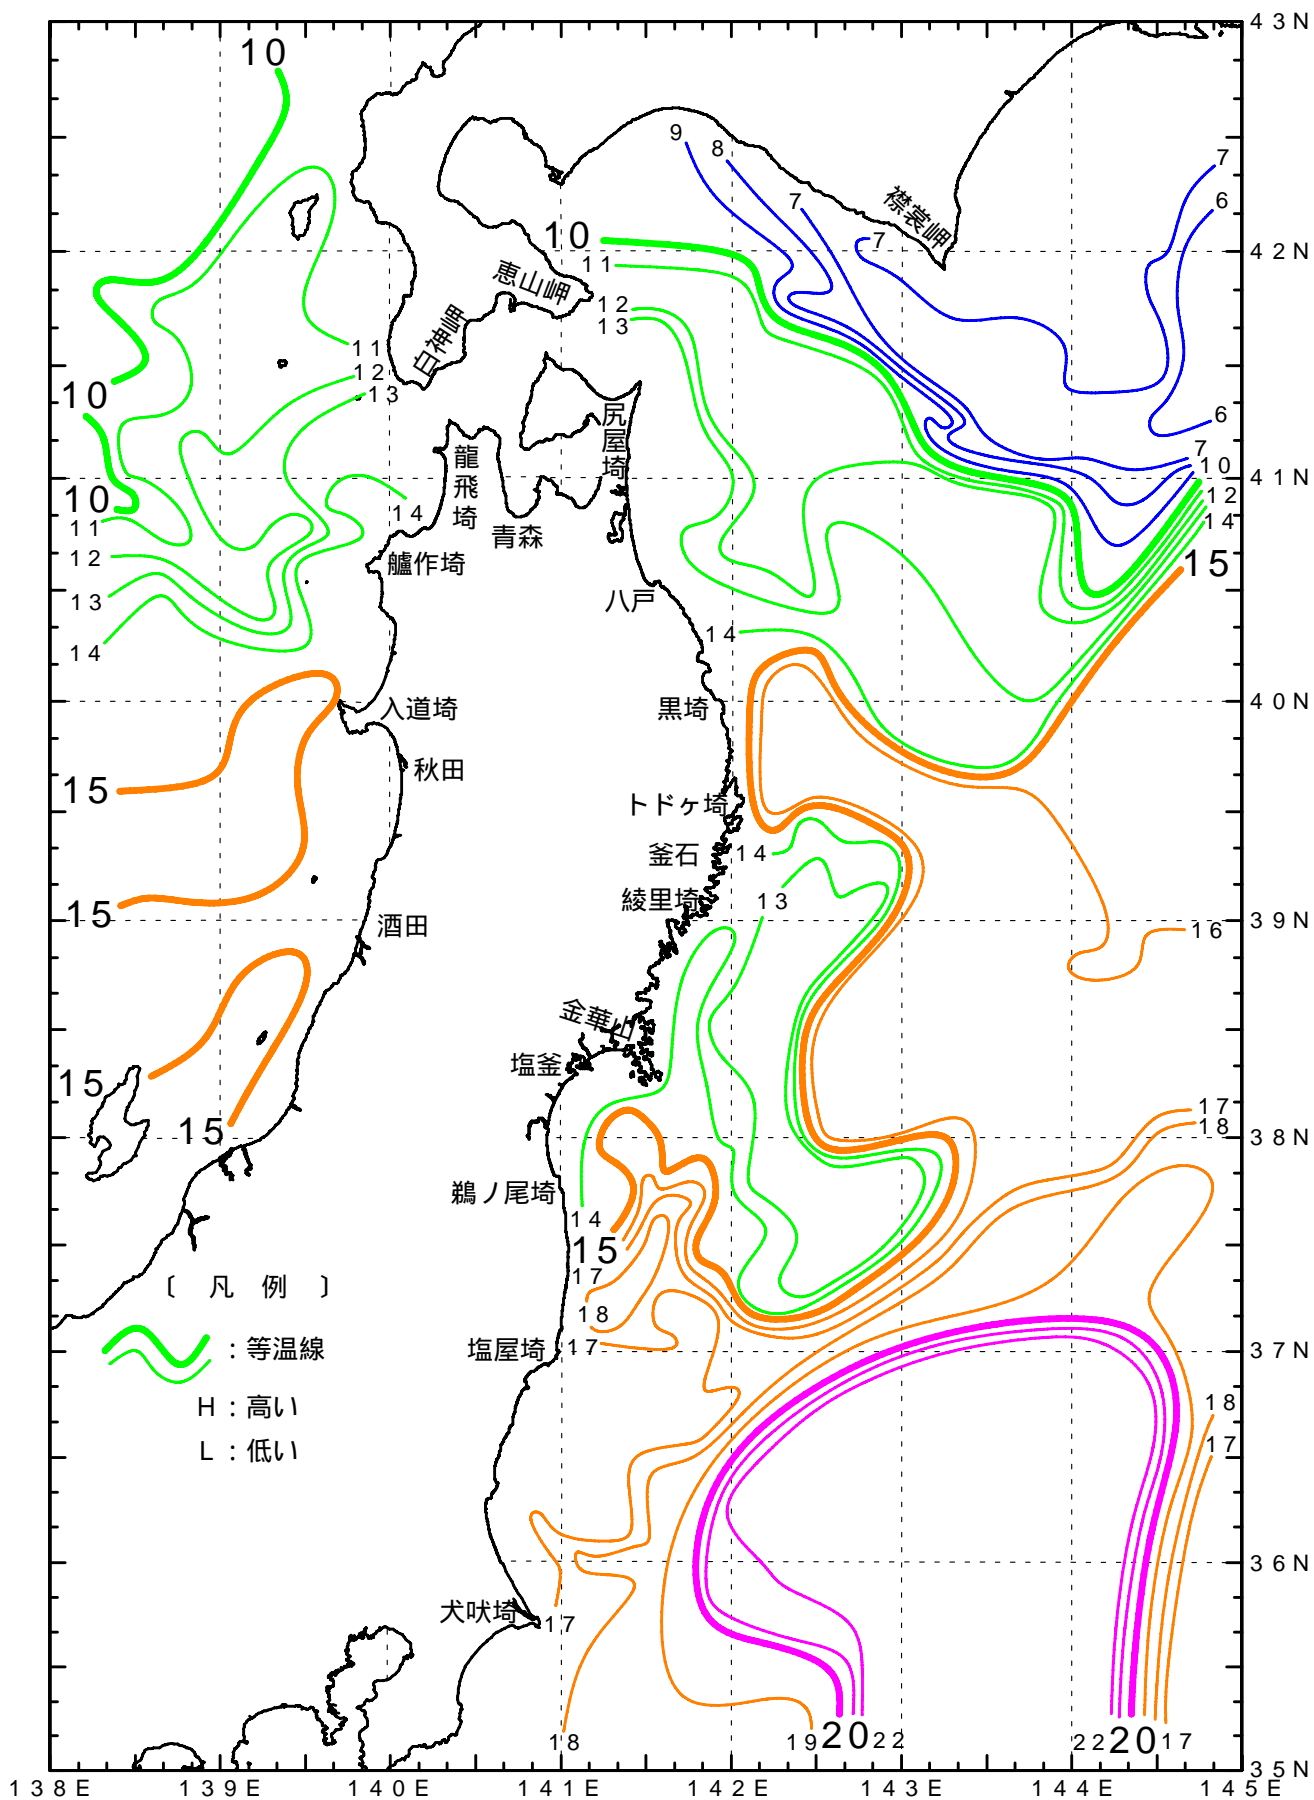 43N
10
9
8
7
7
6
襟裳岬
7
10
42N
11
恵山岬
12
13
白神岬
11
12
13
10
尻屋埼
6
7
10
41N
12
14
龍飛埼
10
11
14
青森
12
艫作埼
15
13
八戸
14
14
入道埼
黒埼
40N
秋田
15
トドヶ埼
釜石
14
綾里埼
13
15
酒田
39N
16
金華山
塩釜
15
15
17
18
38N
鵜ノ尾埼
14
15
17
〔 凡 例 〕
18
:等温線
塩屋埼
17
37N
H:高い
18
L:低い
17
36N
犬吠埼
17
18
19
20
22
22
20
17
35N
138E
139E
140E
141E
142E
143E
144E
145E